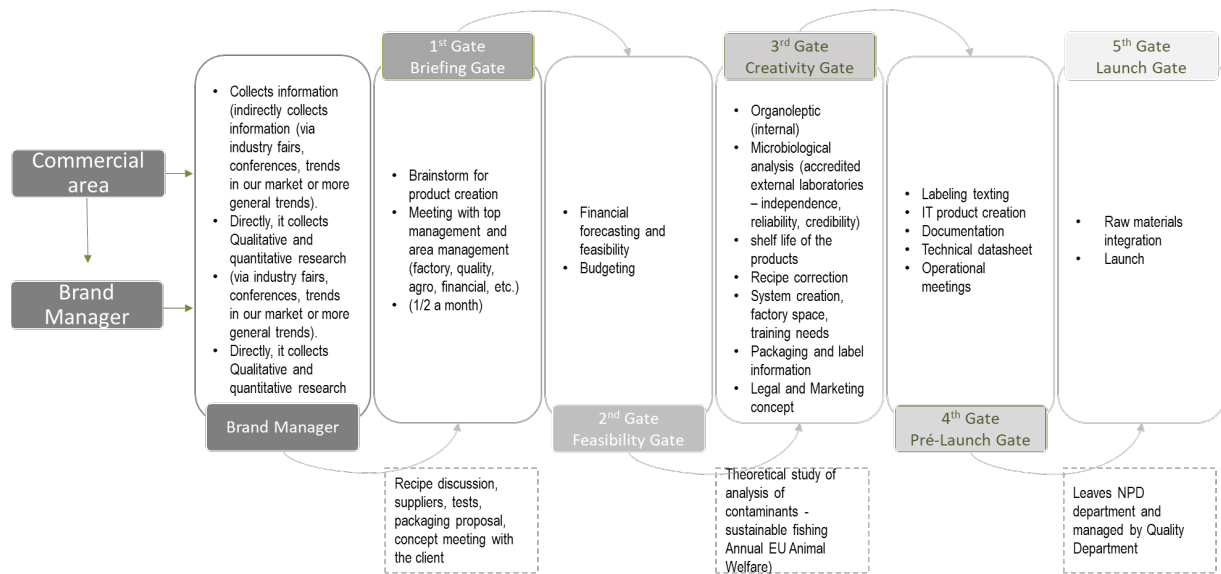 Commercial
area
Brand
Manager
• Collects information
(indirectly collects
information (via
industry fairs,
conferences, trends
in our market or more
general trends).
• Directly, it collects
Qualitative and
quantitative research
• (via industry fairs,
conferences, trends
in our market or more
general trends).
• Directly, it collects
Qualitative and
quantitative research
Brand Manager
1st Gate
Briefing Gate
• Brainstorm for
product creation
• Meeting with top
management and
area management
(factory, quality,
agro, financial, etc.)
• (1/2 a month)
Recipe discussion,
suppliers, tests,
packaging proposal,
concept meeting with
the client
• Financial
forecasting and
feasibility
• Budgeting
2nd Gate
Feasibility Gate
3rd Gate
Creativity Gate
• Organoleptic
(internal)
• Microbiological
analysis (accredited
external laboratories
– independence,
reliability, credibility)
• shelf life of the
products
• Recipe correction
• System creation,
factory space,
training needs
• Packaging and label
information
• Legal and Marketing
concept
Theoretical study of
analysis of
contaminants -
sustainable fishing
Annual EU Animal
Welfare)
• Labeling texting
• IT product creation
• Documentation
• Technical datasheet
• Operational
meetings
4th Gate
Pré-Launch Gate
5th Gate
Launch Gate
• Raw materials
integration
• Launch
Leaves NPD
department and
managed by Quality
Department